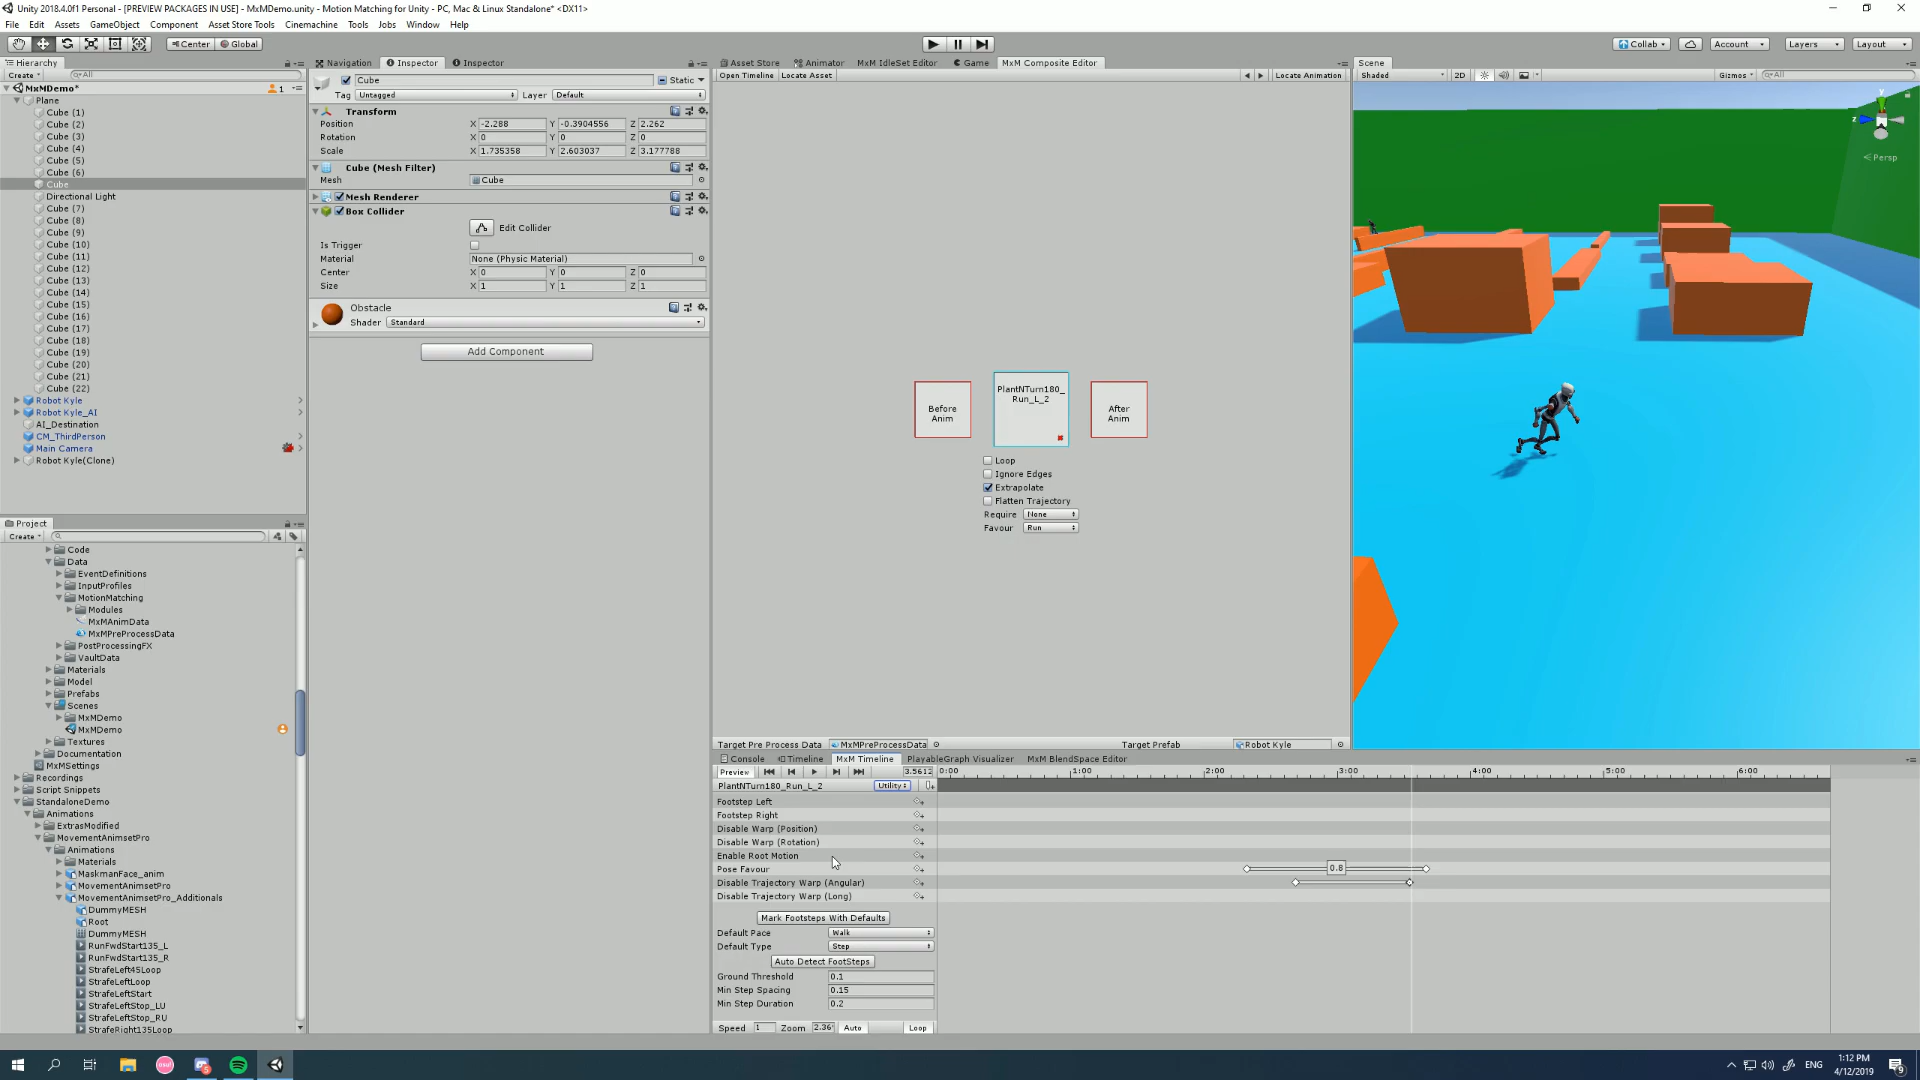 Unity 2018.4.0f1 Personal - [PREVIEW PACKAGES IN USE] - MxMDemo.unity - Motion Matching for Unity - PC, Mac & Linux Standalone* <DX11>
File Edit Assets GameObject Component Asset Store Tools Cinemachine Tools Jobs Window Help
Center Global Collab Account Layers Layout
Hierarchy
Create All
MxMDemo* 1
Plane
Cube (1)
Cube (2)
Cube (3)
Cube (4)
Cube (5)
Cube (6)
Cube
Directional Light
Cube (7)
Cube (8)
Cube (9)
Cube (10)
Cube (11)
Cube (12)
Cube (13)
Cube (14)
Cube (15)
Cube (16)
Cube (17)
Cube (18)
Cube (19)
Cube (20)
Cube (21)
Cube (22)
Robot Kyle
Robot Kyle_AI
AI_Destination
CM_ThirdPerson
Main Camera
Robot Kyle(Clone)
Project
Create
Code
Data
EventDefinitions
InputProfiles
MotionMatching
Modules
MxMAnimData
MxMPreProcessData
PostProcessingFX
VaultData
Materials
Model
Prefabs
Scenes
MxMDemo
MxMDemo
Textures
Documentation
MxMSettings
Recordings
Script Snippets
StandaloneDemo
Animations
ExtrasModified
MovementAnimsetPro
Animations
Materials
MaskmanFace_anim
MovementAnimsetPro
MovementAnimsetPro_Additionals
DummyMESH
Root
DummyMESH
RunFwdStart135_L
RunFwdStart135_R
StrafeLeft45Loop
StrafeLeftLoop
StrafeLeftStart
StrafeLeftStop_LU
StrafeLeftStop_RU
StrafeRight135Loop
Navigation Inspector Inspector
Cube Static
Tag Untagged Layer Default
Transform
Position X -2.288 Y -0.3904556 Z 2.262
Rotation X 0 Y 0 Z 0
Scale X 1.735358 Y 2.603037 Z 3.177788
Cube (Mesh Filter)
Mesh Cube
Mesh Renderer
Box Collider
Edit Collider
Is Trigger
Material None (Physic Material)
Center X 0 Y 0 Z 0
Size X 1 Y 1 Z 1
Obstacle
Shader Standard
Add Component
Asset Store Animator MxM IdleSet Editor Game MxM Composite Editor
Open Timeline Locate Asset Locate Animation
Before
Anim
PlantNTurn180_
Run_L_2
After
Anim
Loop
Ignore Edges
Extrapolate
Flatten Trajectory
Require None
Favour Run
Target Pre Process Data MxMPreProcessData Target Prefab Robot Kyle
Scene
Shaded 2D Gizmos All
y
z
Persp
Console Timeline MxM Timeline PlayableGraph Visualizer MxM BlendSpace Editor
Preview 3.5612 0:00 1:00 2:00 3:00 4:00 5:00 6:00
PlantNTurn180_Run_L_2 Utility
Footstep Left
Footstep Right
Disable Warp (Position)
Disable Warp (Rotation)
Enable Root Motion
Pose Favour 0.8
Disable Trajectory Warp (Angular)
Disable Trajectory Warp (Long)
Mark Footsteps With Defaults
Default Pace Walk
Default Type Step
Auto Detect FootSteps
Ground Threshold 0.1
Min Step Spacing 0.15
Min Step Duration 0.2
Speed 1 Zoom 2.36 Auto Loop
ENG
1:12 PM
4/12/2019